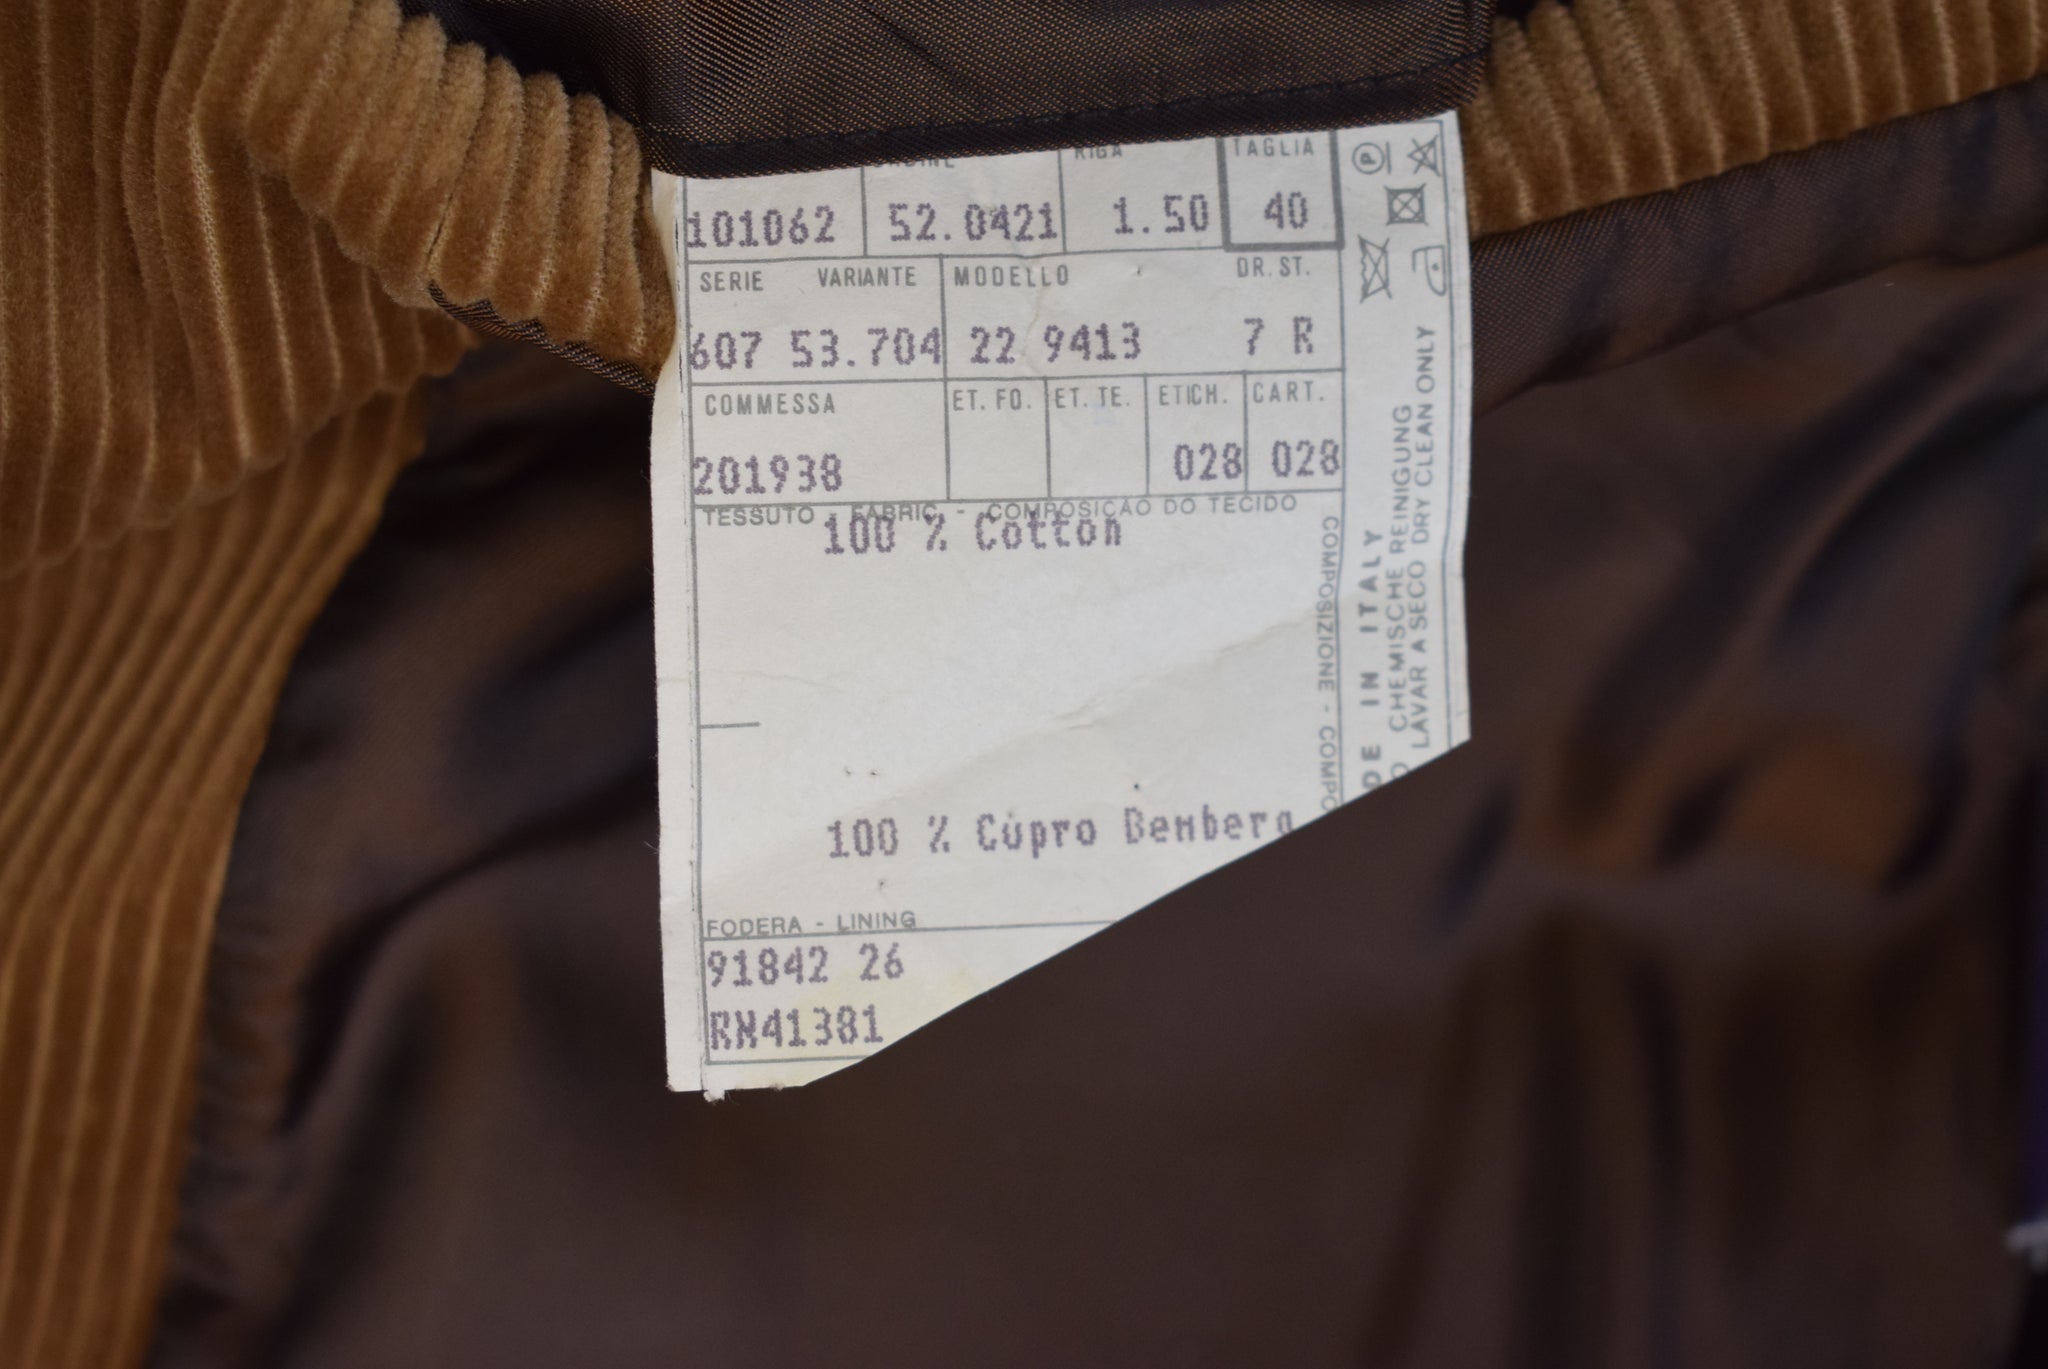 RIGA TAGLIA
101062 52.0421 1.50 40
SERIE VARIANTE MODELLO DR. ST.
607 53.704 22 9413 7 R
COMMESSA ET. FO. ET. TE. ETICH. CART.
201938 028 028
TESSUTO - FABRIC - COMPOSIÇÃO DO TECIDO
100 % Cotton
100 % Cupro Bemberg
FODERA - LINING
91842 26
RN41381
COMPOSIZIONE -
IN ITALY
CHEMISCHE REINIGUNG
LAVAR A SECO DRY CLEAN ONLY
P